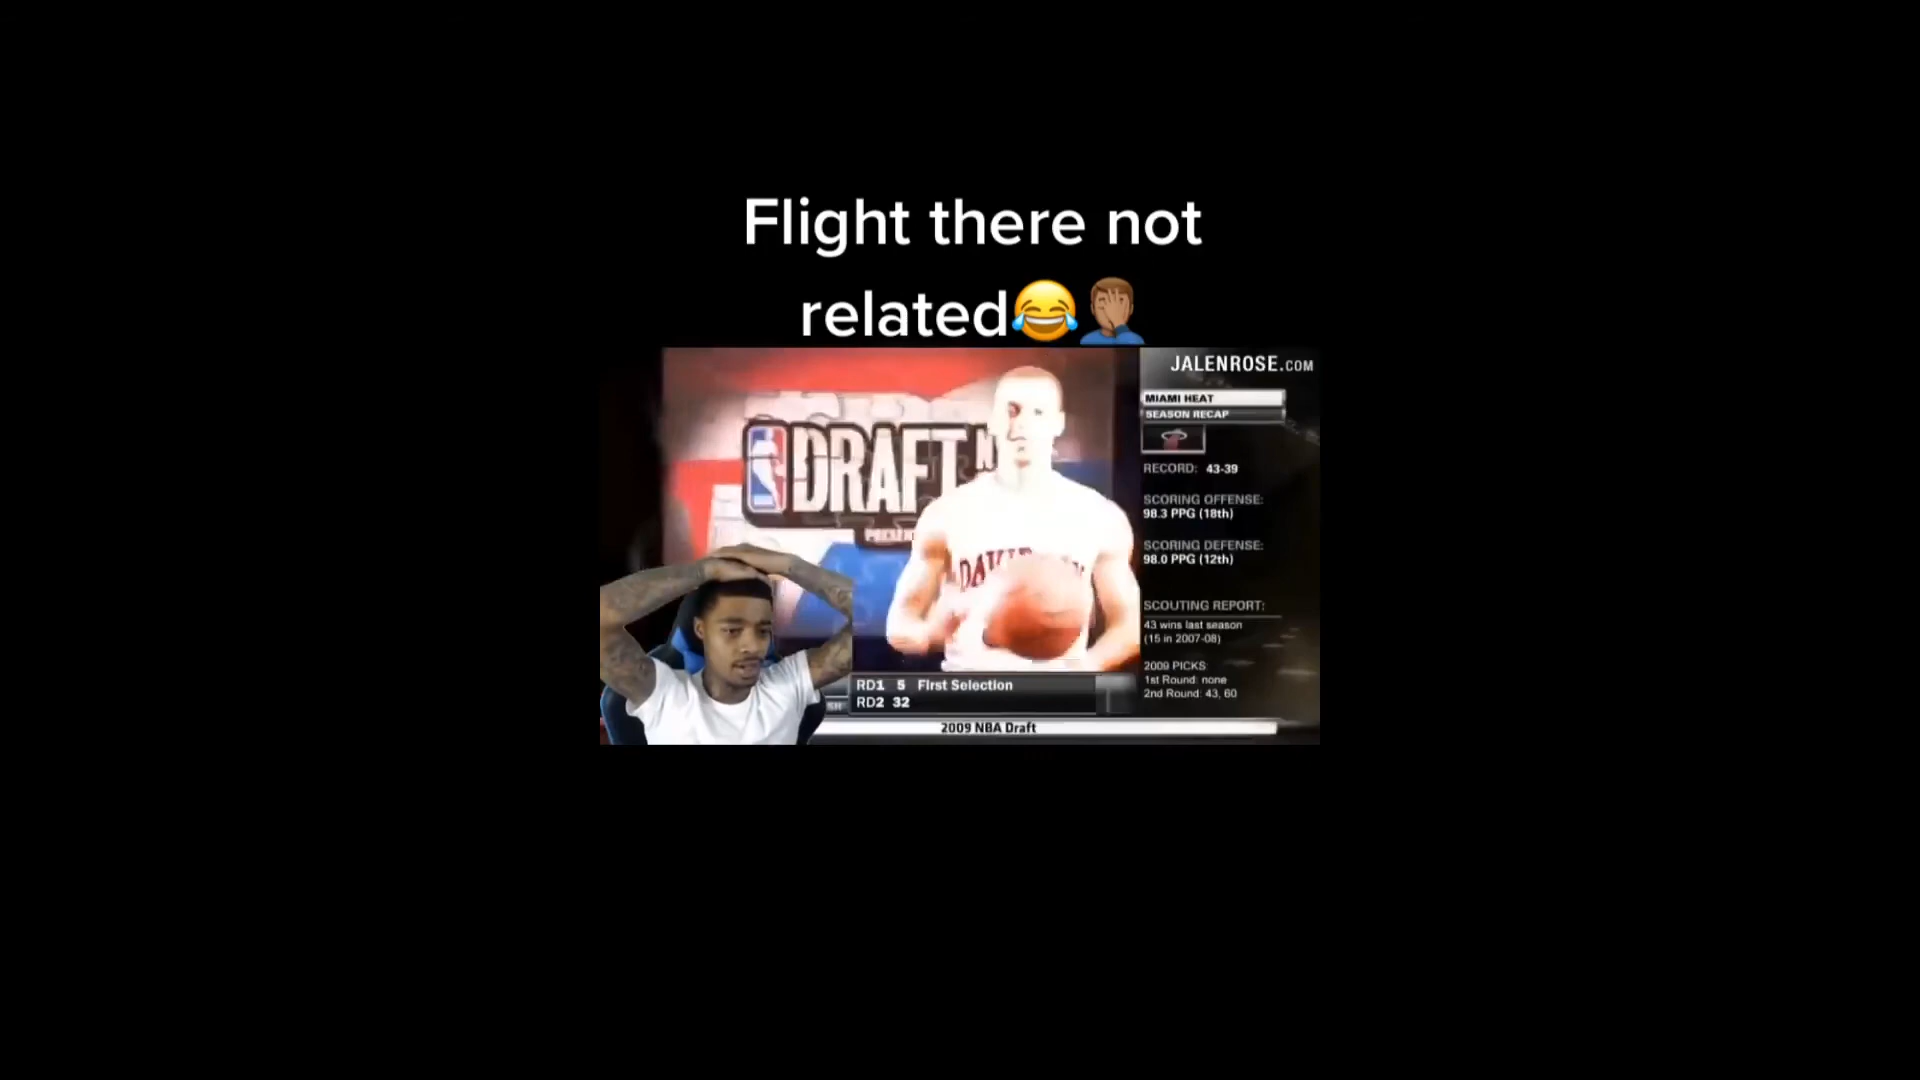 Flight there not
related😂🤦🏽‍♂️
JALENROSE.COM
MIAMI HEAT
SEASON RECAP
RECORD: 43-39
SCORING OFFENSE:
98.3 PPG (18th)
SCORING DEFENSE:
98.0 PPG (12th)
SCOUTING REPORT:
43 wins last season
(15 in 2007-08)
2009 PICKS
1st Round: none
2nd Round: 43, 60
DRAFT
RD1 5 First Selection
RD2 32
2009 NBA Draft